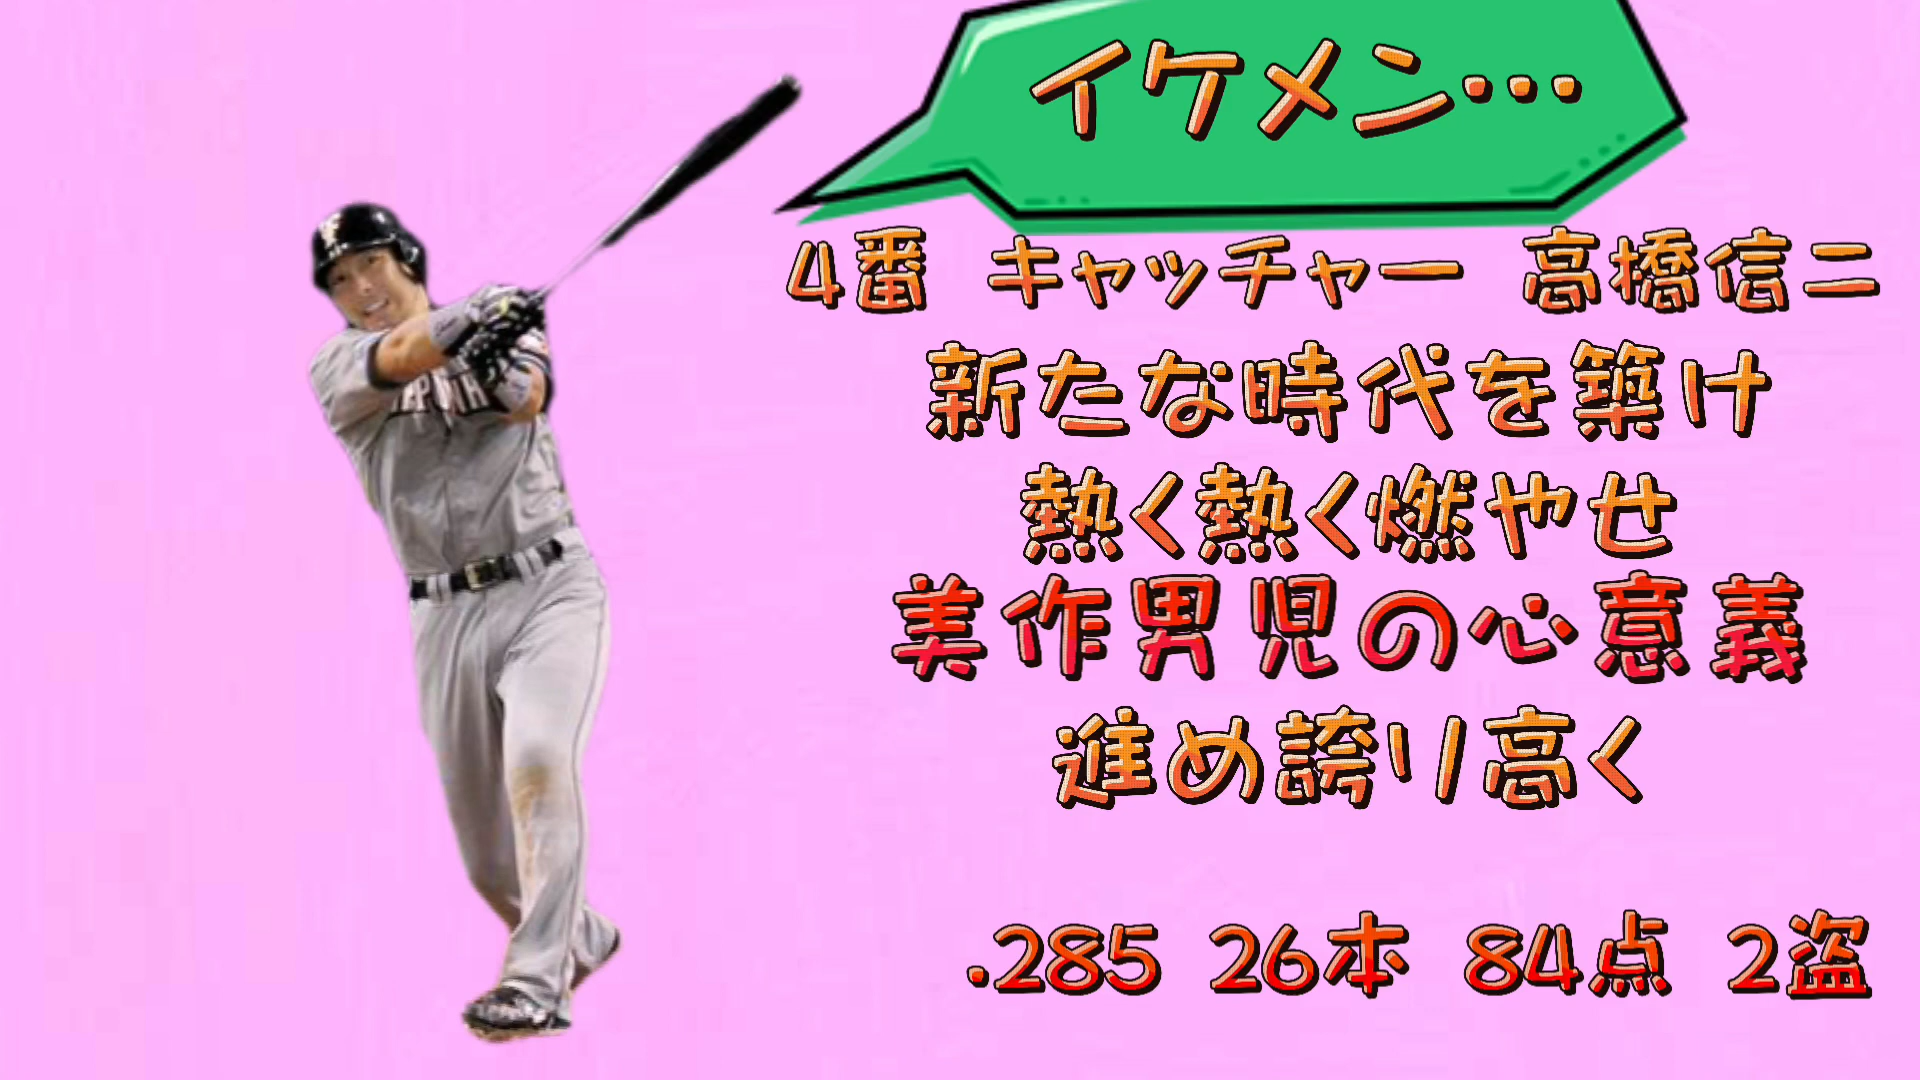 イケメン…
4番 キャッチャー 高橋信二
新たな時代を築け
熱く熱く燃やせ
美作男児の心意義
進め誇り高く
.285 26本 84点 2盗